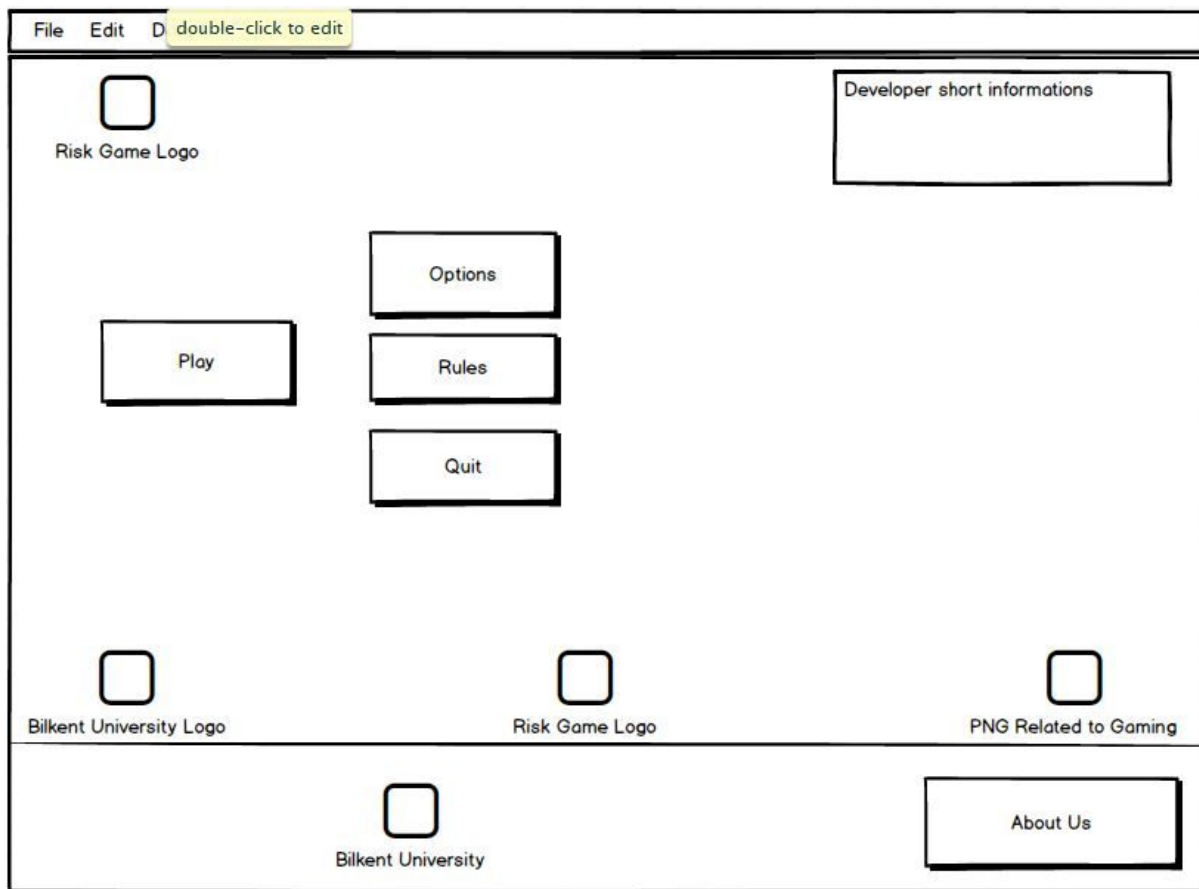 File Edit D
double-click to edit
Developer short informations
Risk Game Logo
Options
Play
Rules
Quit
Bilkent University Logo
Risk Game Logo
PNG Related to Gaming
Bilkent University
About Us